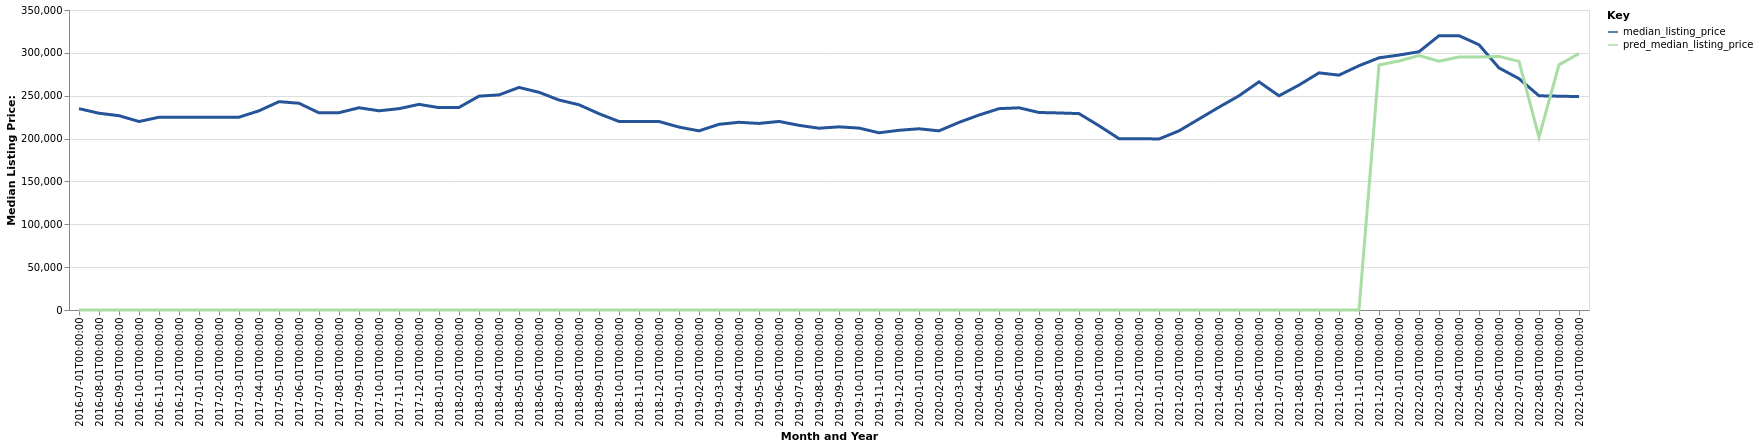 350,000
300,000
250,000
200,000
150,000
100,000
50,000
0
Median Listing Price:
2016-07-01T00:00:00
2016-08-01T00:00:00
2016-09-01T00:00:00
2016-10-01T00:00:00
2016-11-01T00:00:00
2016-12-01T00:00:00
2017-01-01T00:00:00
2017-02-01T00:00:00
2017-03-01T00:00:00
2017-04-01T00:00:00
2017-05-01T00:00:00
2017-06-01T00:00:00
2017-07-01T00:00:00
2017-08-01T00:00:00
2017-09-01T00:00:00
2017-10-01T00:00:00
2017-11-01T00:00:00
2017-12-01T00:00:00
2018-01-01T00:00:00
2018-02-01T00:00:00
2018-03-01T00:00:00
2018-04-01T00:00:00
2018-05-01T00:00:00
2018-06-01T00:00:00
2018-07-01T00:00:00
2018-08-01T00:00:00
2018-09-01T00:00:00
2018-10-01T00:00:00
2018-11-01T00:00:00
2018-12-01T00:00:00
2019-01-01T00:00:00
2019-02-01T00:00:00
2019-03-01T00:00:00
2019-04-01T00:00:00
2019-05-01T00:00:00
2019-06-01T00:00:00
2019-07-01T00:00:00
2019-08-01T00:00:00
2019-09-01T00:00:00
2019-10-01T00:00:00
2019-11-01T00:00:00
2019-12-01T00:00:00
2020-01-01T00:00:00
2020-02-01T00:00:00
2020-03-01T00:00:00
2020-04-01T00:00:00
2020-05-01T00:00:00
2020-06-01T00:00:00
2020-07-01T00:00:00
2020-08-01T00:00:00
2020-09-01T00:00:00
2020-10-01T00:00:00
2020-11-01T00:00:00
2020-12-01T00:00:00
2021-01-01T00:00:00
2021-02-01T00:00:00
2021-03-01T00:00:00
2021-04-01T00:00:00
2021-05-01T00:00:00
2021-06-01T00:00:00
2021-07-01T00:00:00
2021-08-01T00:00:00
2021-09-01T00:00:00
2021-10-01T00:00:00
2021-11-01T00:00:00
2021-12-01T00:00:00
2022-01-01T00:00:00
2022-02-01T00:00:00
2022-03-01T00:00:00
2022-04-01T00:00:00
2022-05-01T00:00:00
2022-06-01T00:00:00
2022-07-01T00:00:00
2022-08-01T00:00:00
2022-09-01T00:00:00
2022-10-01T00:00:00
Month and Year
Key
median_listing_price
pred_median_listing_price